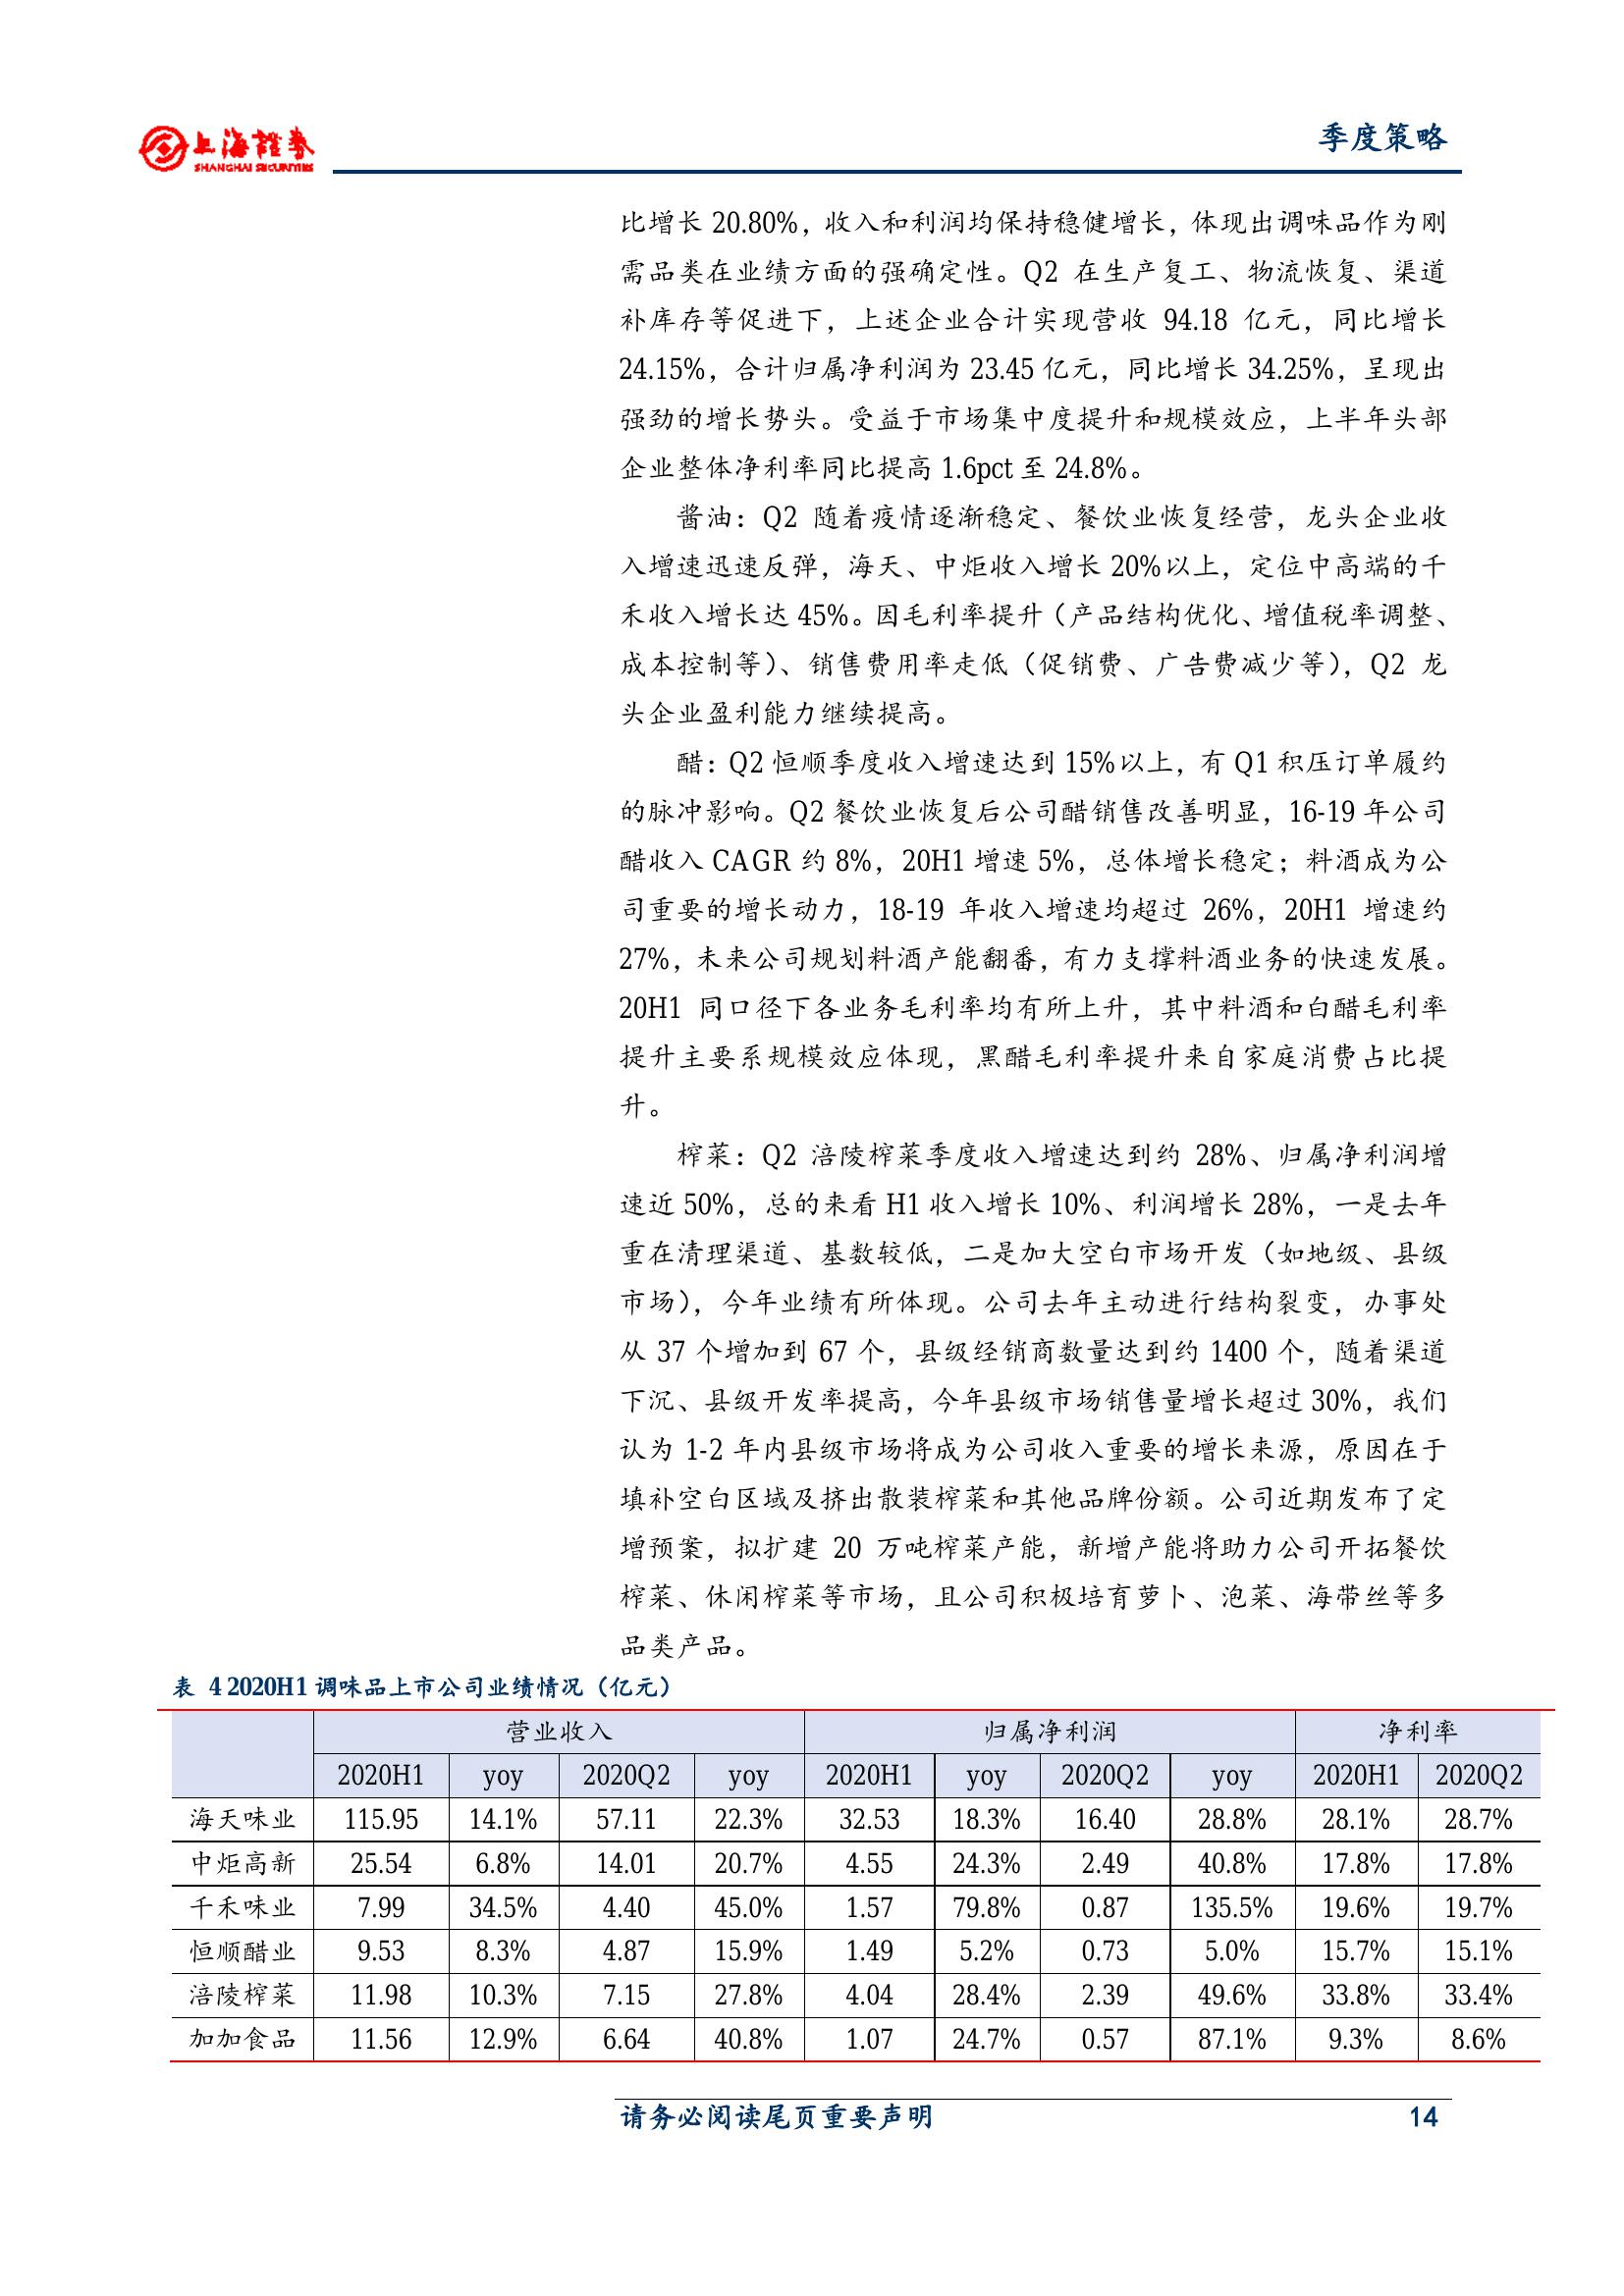 上海證券
SHANGHAI SECURITIES
季度策略
比增长 20.80%，收入和利润均保持稳健增长，体现出调味品作为刚
需品类在业绩方面的强确定性。Q2 在生产复工、物流恢复、渠道
补库存等促进下，上述企业合计实现营收 94.18 亿元，同比增长
24.15%，合计归属净利润为 23.45 亿元，同比增长 34.25%，呈现出
强劲的增长势头。受益于市场集中度提升和规模效应，上半年头部
企业整体净利率同比提高 1.6pct 至 24.8%。
酱油：Q2 随着疫情逐渐稳定、餐饮业恢复经营，龙头企业收
入增速迅速反弹，海天、中炬收入增长 20%以上，定位中高端的千
禾收入增长达 45%。因毛利率提升（产品结构优化、增值税率调整、
成本控制等）、销售费用率走低（促销费、广告费减少等），Q2 龙
头企业盈利能力继续提高。
醋：Q2 恒顺季度收入增速达到 15%以上，有 Q1 积压订单履约
的脉冲影响。Q2 餐饮业恢复后公司醋销售改善明显，16-19 年公司
醋收入 CAGR 约 8%，20H1 增速 5%，总体增长稳定；料酒成为公
司重要的增长动力，18-19 年收入增速均超过 26%，20H1 增速约
27%，未来公司规划料酒产能翻番，有力支撑料酒业务的快速发展。
20H1 同口径下各业务毛利率均有所上升，其中料酒和白醋毛利率
提升主要系规模效应体现，黑醋毛利率提升来自家庭消费占比提
升。
榨菜：Q2 涪陵榨菜季度收入增速达到约 28%、归属净利润增
速近 50%，总的来看 H1 收入增长 10%、利润增长 28%，一是去年
重在清理渠道、基数较低，二是加大空白市场开发（如地级、县级
市场），今年业绩有所体现。公司去年主动进行结构裂变，办事处
从 37 个增加到 67 个，县级经销商数量达到约 1400 个，随着渠道
下沉、县级开发率提高，今年县级市场销售量增长超过 30%，我们
认为 1-2 年内县级市场将成为公司收入重要的增长来源，原因在于
填补空白区域及挤出散装榨菜和其他品牌份额。公司近期发布了定
增预案，拟扩建 20 万吨榨菜产能，新增产能将助力公司开拓餐饮
榨菜、休闲榨菜等市场，且公司积极培育萝卜、泡菜、海带丝等多
品类产品。
表 4 2020H1 调味品上市公司业绩情况（亿元）
营业收入 归属净利润 净利率
2020H1 yoy 2020Q2 yoy 2020H1 yoy 2020Q2 yoy 2020H1 2020Q2
海天味业 115.95 14.1% 57.11 22.3% 32.53 18.3% 16.40 28.8% 28.1% 28.7%
中炬高新 25.54 6.8% 14.01 20.7% 4.55 24.3% 2.49 40.8% 17.8% 17.8%
千禾味业 7.99 34.5% 4.40 45.0% 1.57 79.8% 0.87 135.5% 19.6% 19.7%
恒顺醋业 9.53 8.3% 4.87 15.9% 1.49 5.2% 0.73 5.0% 15.7% 15.1%
涪陵榨菜 11.98 10.3% 7.15 27.8% 4.04 28.4% 2.39 49.6% 33.8% 33.4%
加加食品 11.56 12.9% 6.64 40.8% 1.07 24.7% 0.57 87.1% 9.3% 8.6%
请务必阅读尾页重要声明 14